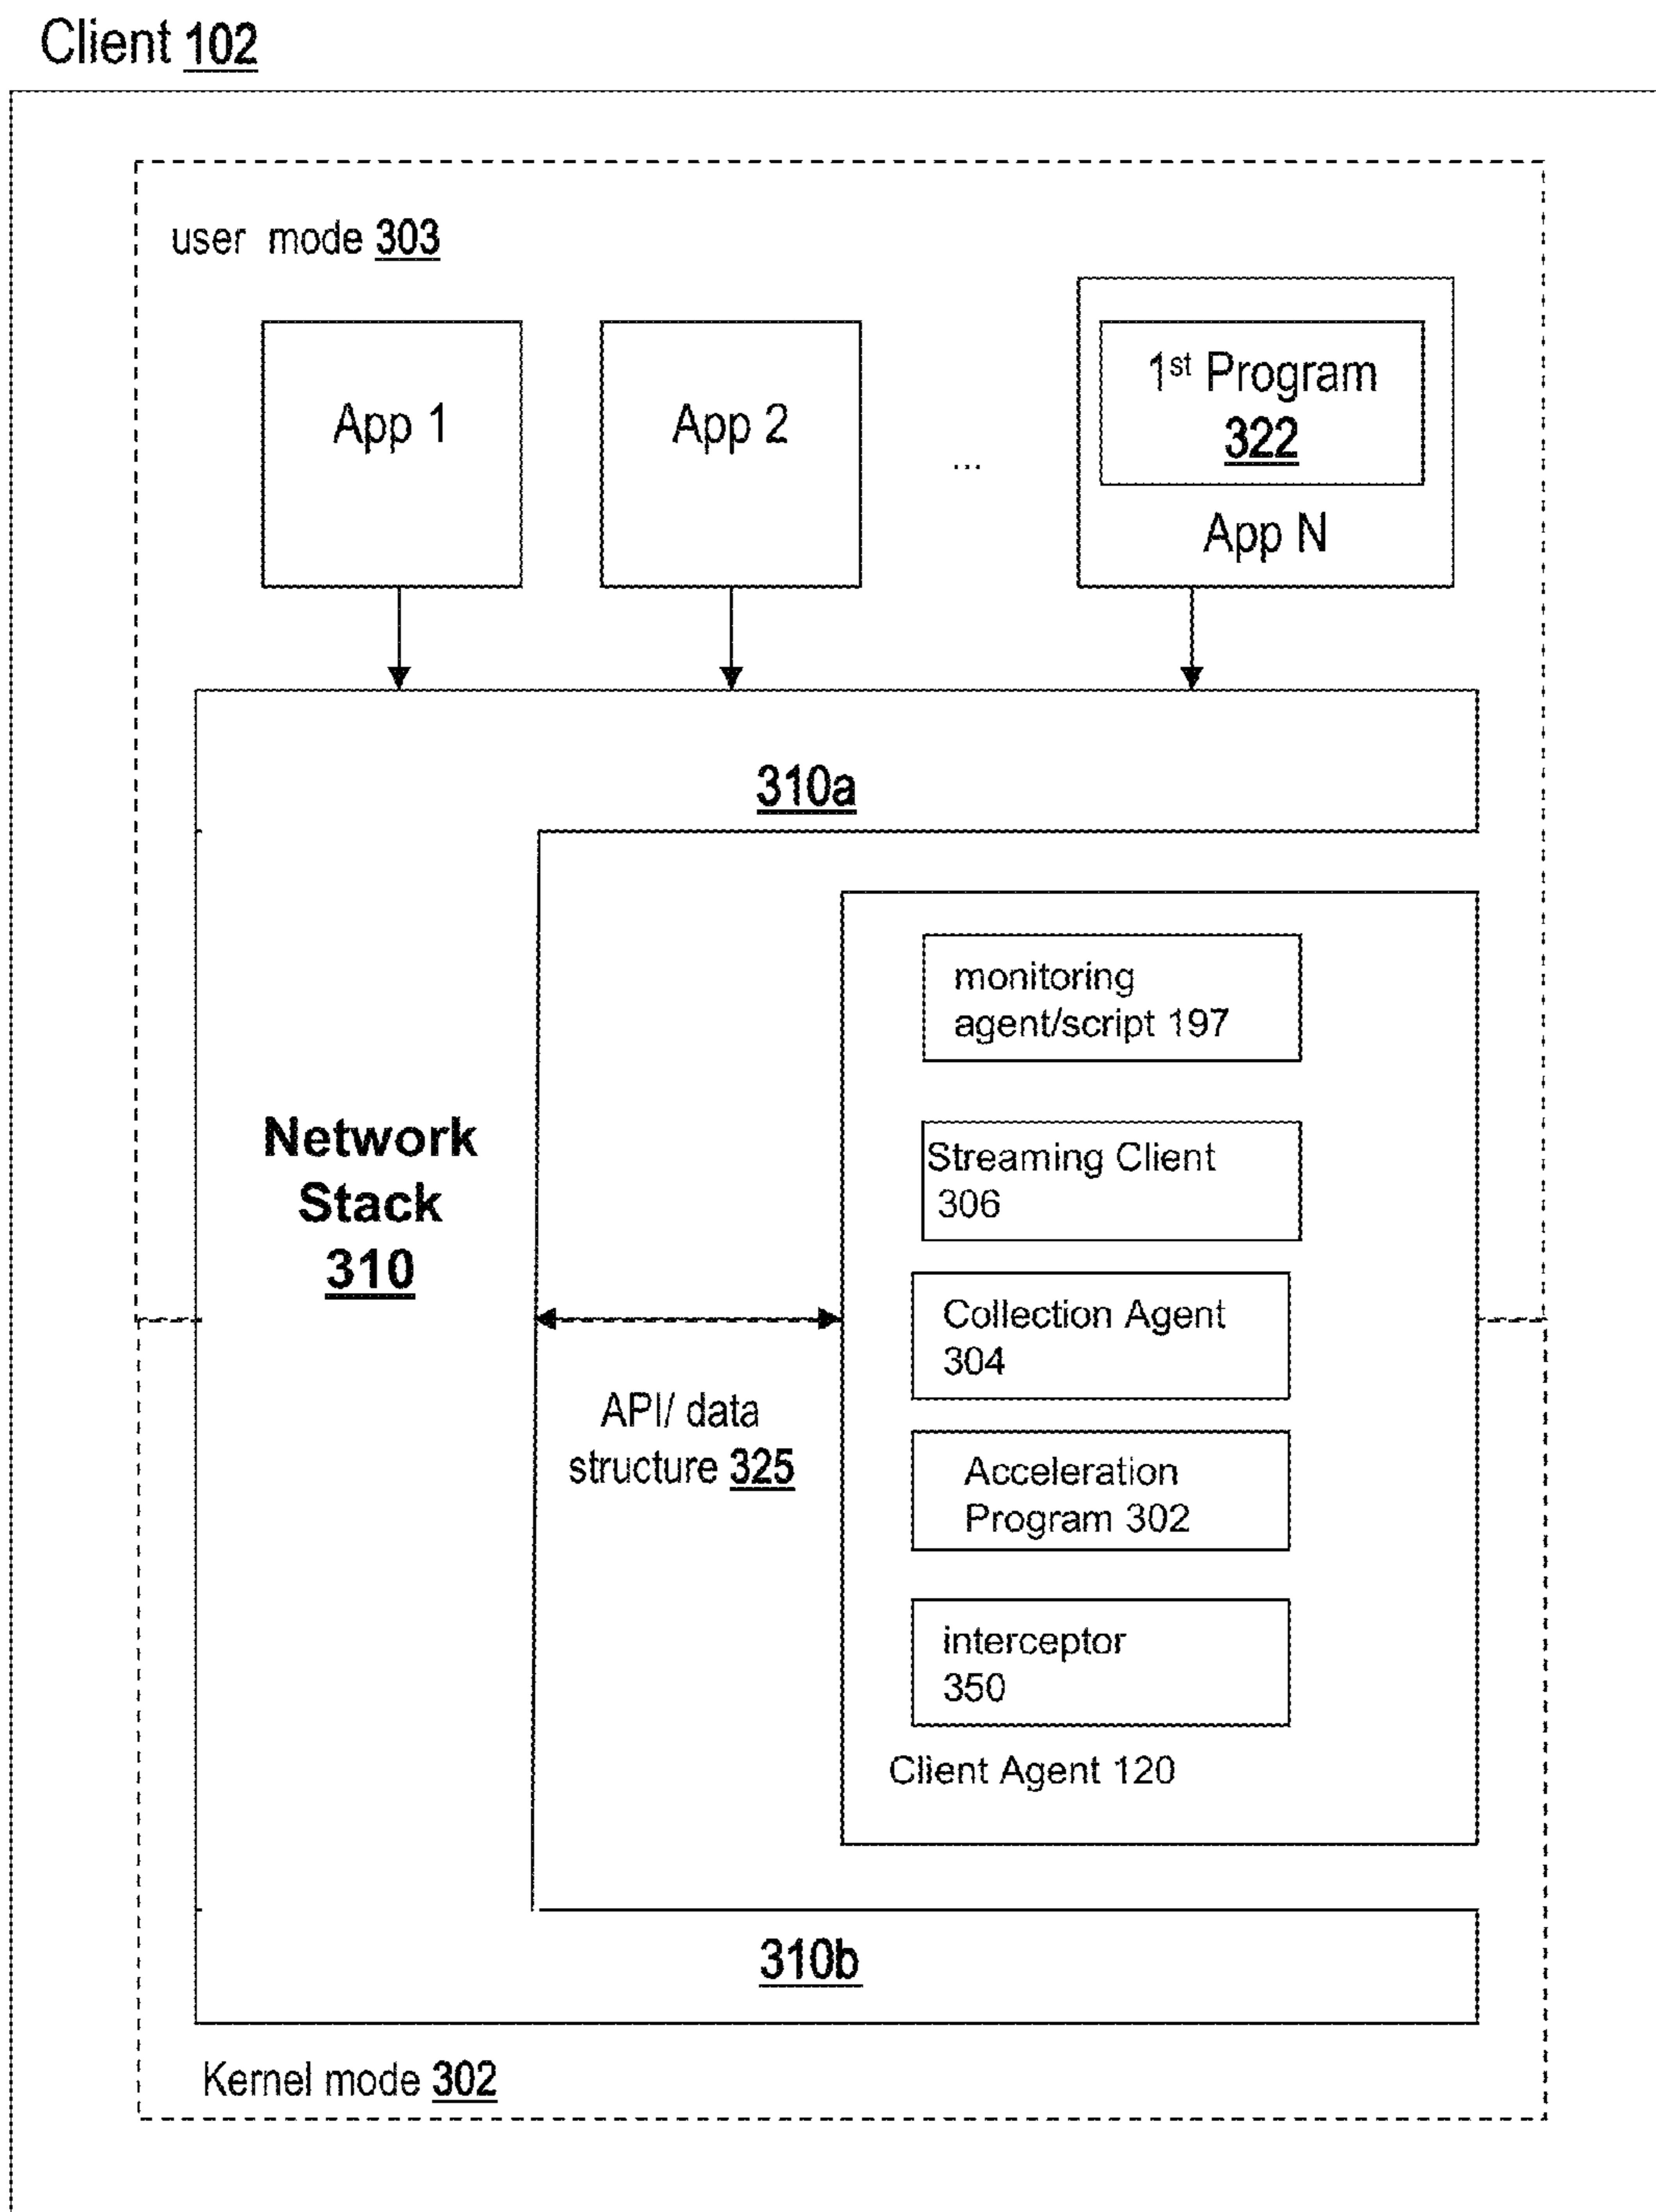 Client 102
user mode 303
App 1
App 2
...
1st Program
322
App N
310a
Network
Stack
310
API/ data
structure 325
monitoring
agent/script 197
Streaming Client
306
Collection Agent
304
Acceleration
Program 302
interceptor
350
Client Agent 120
310b
Kernel mode 302